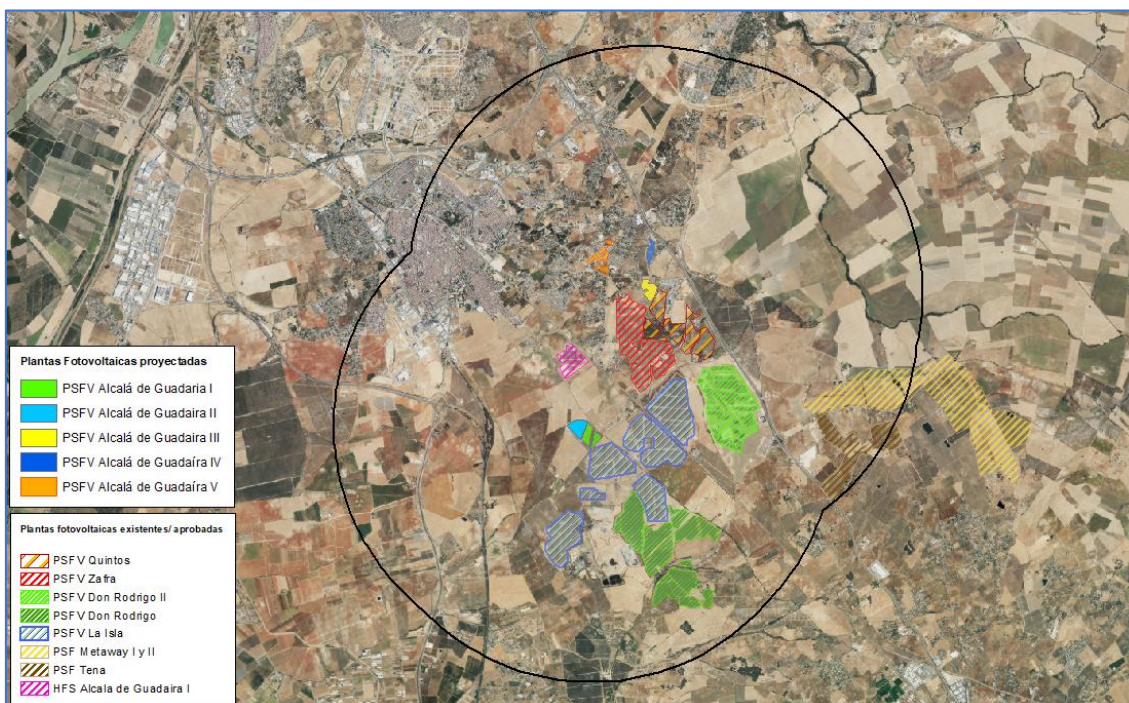 Plantas Fotovoltaicas proyectadas
PSFV Alcalá de Guadaria I
PSFV Alcalá de Guadaira II
PSFV Alcalá de Guadaira III
PSFV Alcalá de Guadaíra IV
PSFV Alcalá de Guadaíra V
Plantas fotovoltaicas existentes/ aprobadas
PSFV Quintos
PSFV Zafra
PSFV Don Rodrigo II
PSFV Don Rodrigo
PSFV La Isla
PSF Metaway I y II
PSF Tena
HFS Alcala de Guadaira I